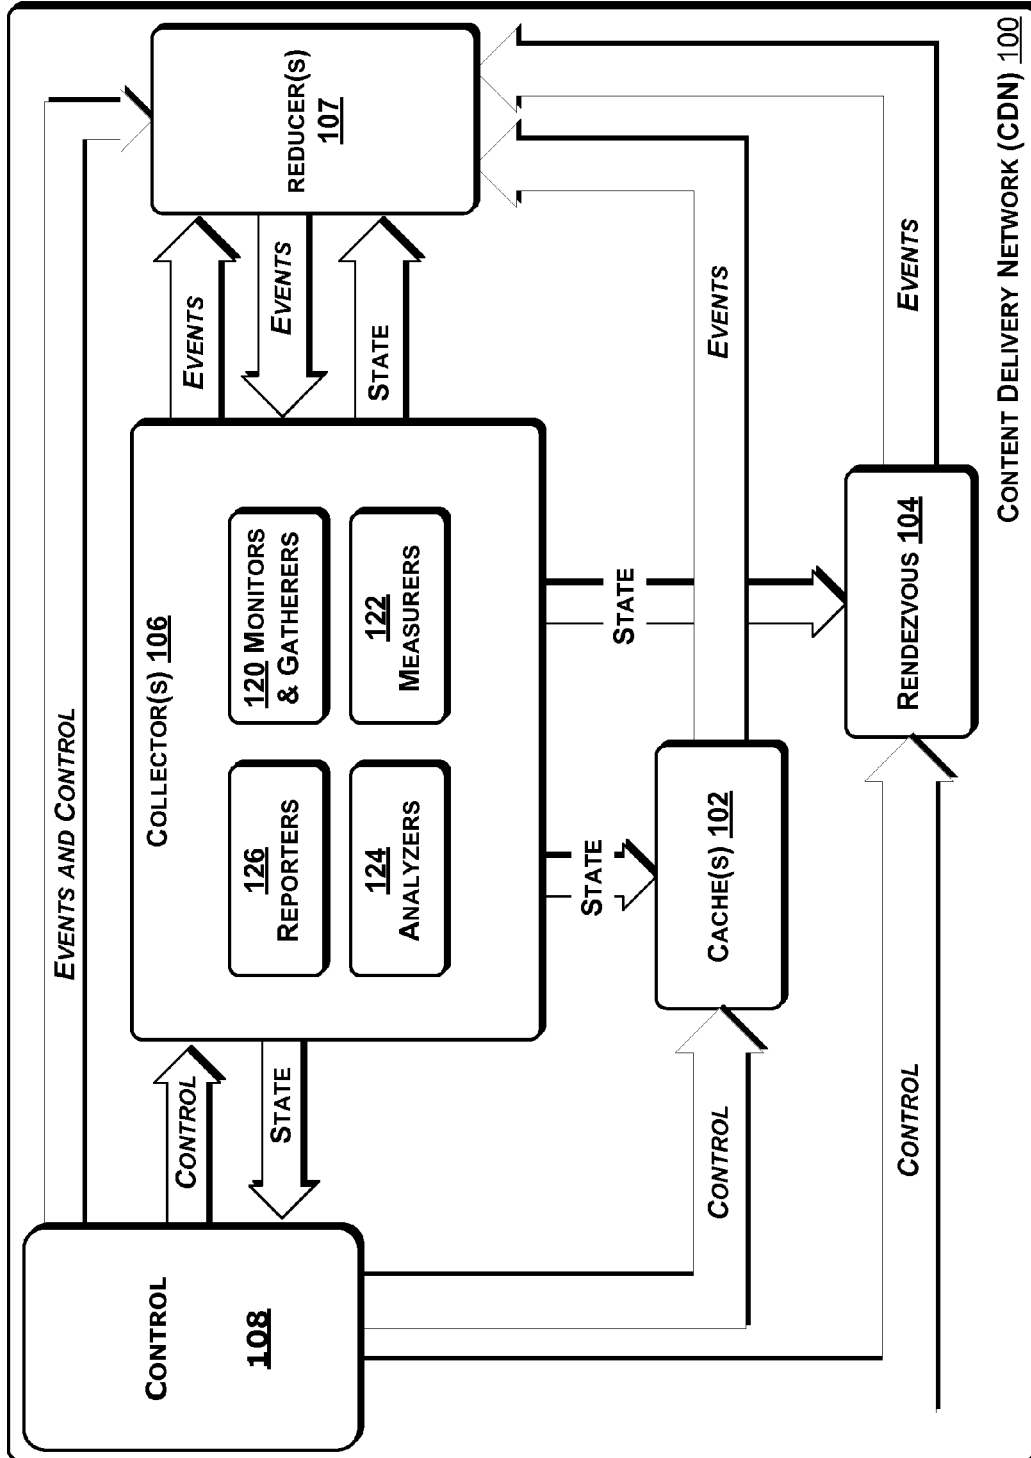 EVENTS AND CONTROL
CONTROL
108
CONTROL
STATE
COLLECTOR(S) 106
126
REPORTERS
120 MONITORS
& GATHERERS
124
ANALYZERS
122
MEASURERS
EVENTS
EVENTS
STATE
REDUCER(S)
107
STATE
STATE
CONTROL
CACHE(S) 102
EVENTS
CONTROL
RENDEZVOUS 104
EVENTS
CONTENT DELIVERY NETWORK (CDN) 100